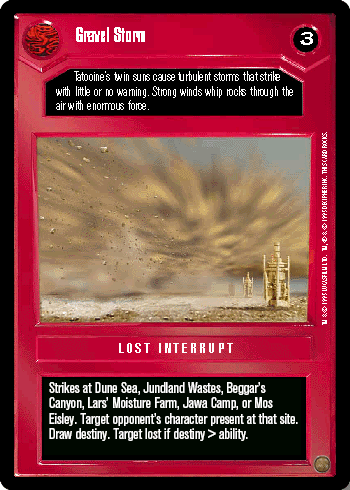 Gravel Storm
3
Tatooine's twin suns cause turbulent storms that strike
with little or no warning. Strong winds whip rocks through the
air with enormous force.
LOST INTERRUPT
Strikes at Dune Sea, Jundland Wastes, Beggar's
Canyon, Lars' Moisture Farm, Jawa Camp, or Mos
Eisley. Target opponent's character present at that site.
Draw destiny. Target lost if destiny > ability.